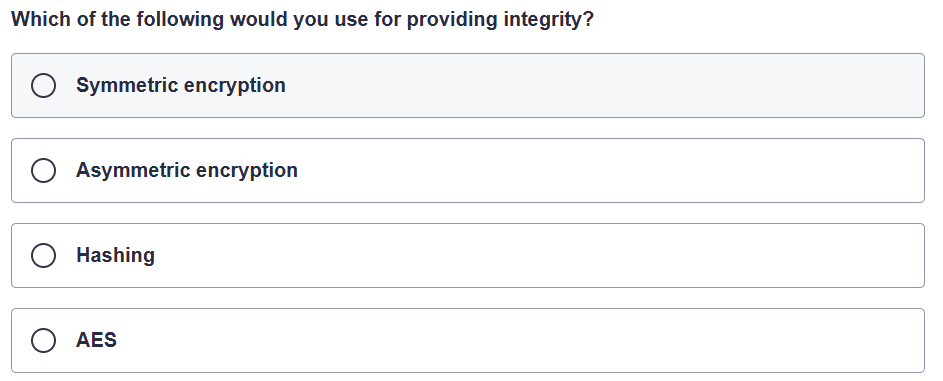 Which of the following would you use for providing integrity?
Symmetric encryption
Asymmetric encryption
Hashing
AES